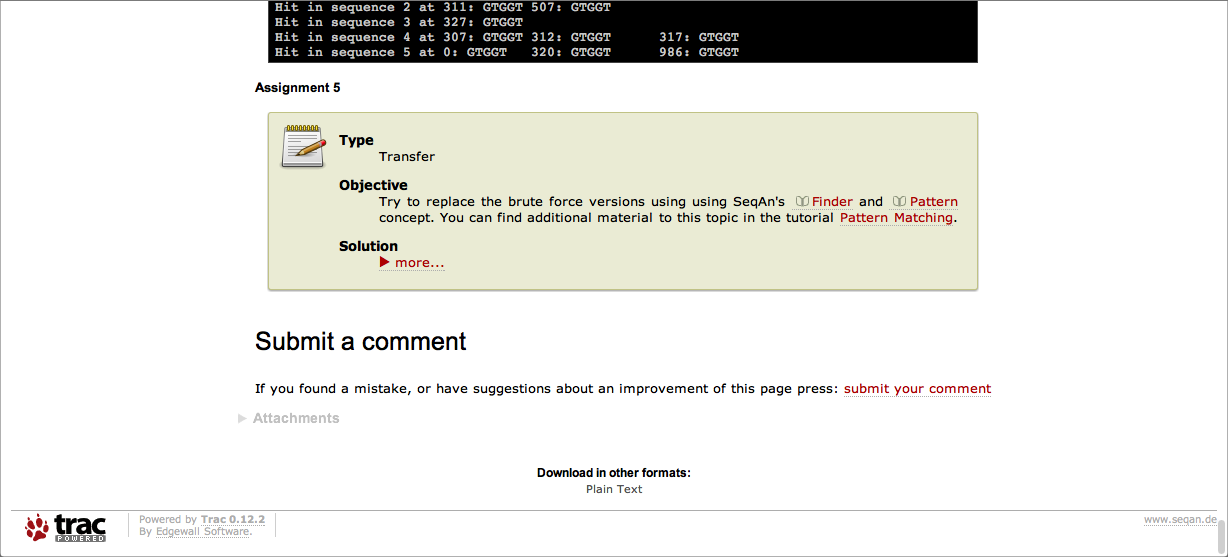 Hit in sequence 2 at 311: GTGGT 507: GTGGT
Hit in sequence 3 at 327: GTGGT
Hit in sequence 4 at 307: GTGGT 312: GTGGT 317: GTGGT
Hit in sequence 5 at 0: GTGGT 320: GTGGT 986: GTGGT
Assignment 5
Type
Transfer
Objective
Try to replace the brute force versions using using SeqAn's Finder and Pattern
concept. You can find additional material to this topic in the tutorial Pattern Matching.
Solution
more...
Submit a comment
If you found a mistake, or have suggestions about an improvement of this page press: submit your comment
Attachments
Download in other formats:
Plain Text
trac
POWERED
Powered by Trac 0.12.2
By Edgewall Software.
www.seqan.de